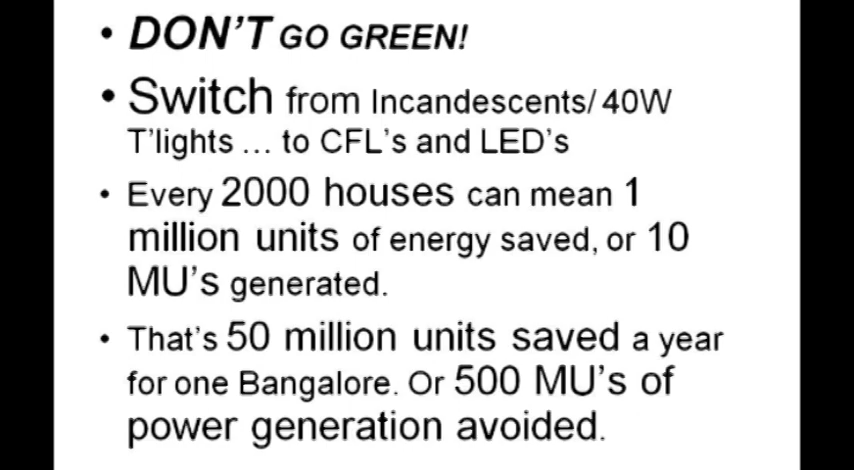 • DON'T GO GREEN!
• Switch from Incandescents/ 40W
T'lights ... to CFL's and LED's
• Every 2000 houses can mean 1
million units of energy saved, or 10
MU's generated.
• That's 50 million units saved a year
for one Bangalore. Or 500 MU's of
power generation avoided.